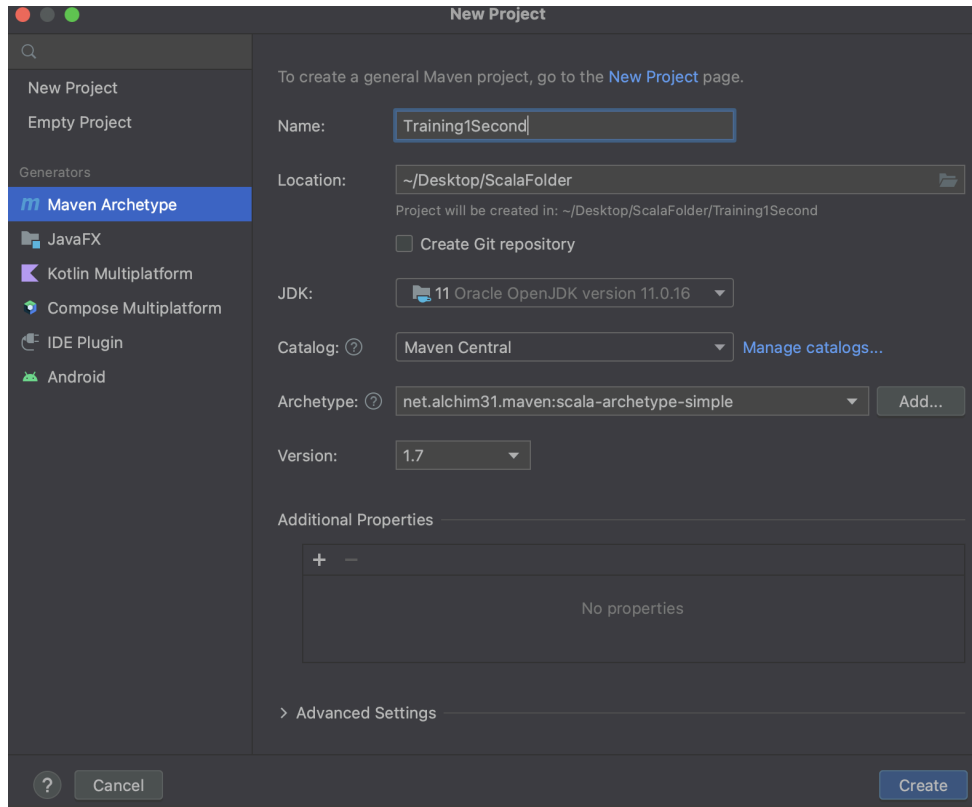 New Project
New Project
Empty Project
Generators
Maven Archetype
JavaFX
Kotlin Multiplatform
Compose Multiplatform
IDE Plugin
Android
To create a general Maven project, go to the New Project page.
Name: Training1Second
Location: ~/Desktop/ScalaFolder
Project will be created in: ~/Desktop/ScalaFolder/Training1Second
Create Git repository
JDK: 11 Oracle OpenJDK version 11.0.16
Catalog: ? Maven Central Manage catalogs...
Archetype: ? net.alchim31.maven:scala-archetype-simple Add...
Version: 1.7
Additional Properties
+ −
No properties
> Advanced Settings
? Cancel Create